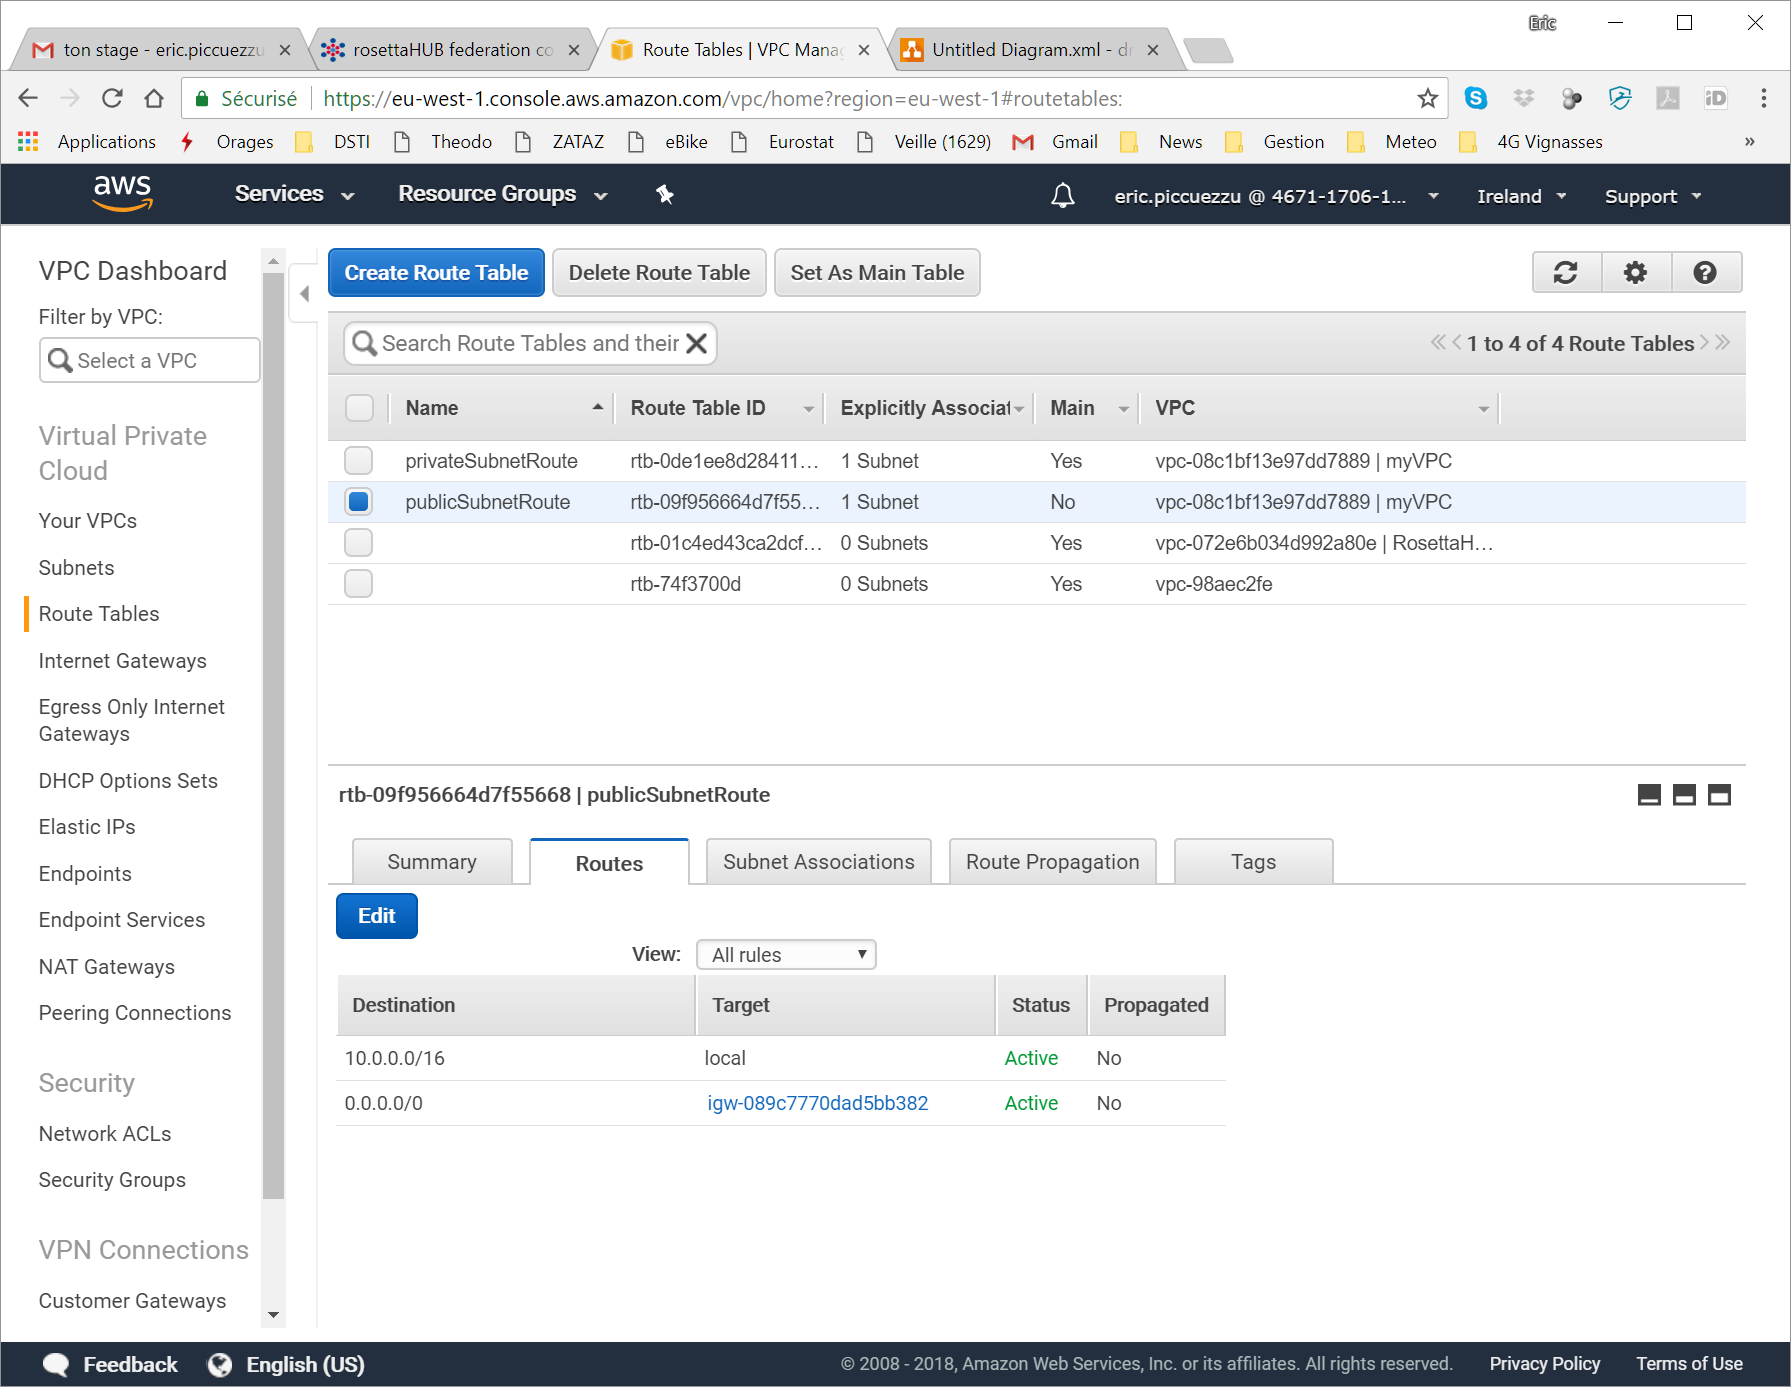 Eric
ton stage - eric.piccuezzu
rosettaHUB federation co
Route Tables | VPC Mana
Untitled Diagram.xml - dr
Sécurisé
https://eu-west-1.console.aws.amazon.com/vpc/home?region=eu-west-1#routetables:
Applications Orages DSTI Theodo ZATAZ eBike Eurostat Veille (1629) Gmail News Gestion Meteo 4G Vignasses »
aws Services Resource Groups eric.piccuezzu @ 4671-1706-1... Ireland Support
VPC Dashboard
Filter by VPC:
Select a VPC
Virtual Private
Cloud
Your VPCs
Subnets
Route Tables
Internet Gateways
Egress Only Internet
Gateways
DHCP Options Sets
Elastic IPs
Endpoints
Endpoint Services
NAT Gateways
Peering Connections
Security
Network ACLs
Security Groups
VPN Connections
Customer Gateways
Create Route Table Delete Route Table Set As Main Table
Search Route Tables and their
1 to 4 of 4 Route Tables
Name Route Table ID Explicitly Associat Main VPC
privateSubnetRoute rtb-0de1ee8d28411... 1 Subnet Yes vpc-08c1bf13e97dd7889 | myVPC
publicSubnetRoute rtb-09f956664d7f55... 1 Subnet No vpc-08c1bf13e97dd7889 | myVPC
rtb-01c4ed43ca2dcf... 0 Subnets Yes vpc-072e6b034d992a80e | RosettaH...
rtb-74f3700d 0 Subnets Yes vpc-98aec2fe
rtb-09f956664d7f55668 | publicSubnetRoute
Summary Routes Subnet Associations Route Propagation Tags
Edit
View: All rules
Destination Target Status Propagated
10.0.0.0/16 local Active No
0.0.0.0/0 igw-089c7770dad5bb382 Active No
Feedback English (US) © 2008 - 2018, Amazon Web Services, Inc. or its affiliates. All rights reserved. Privacy Policy Terms of Use